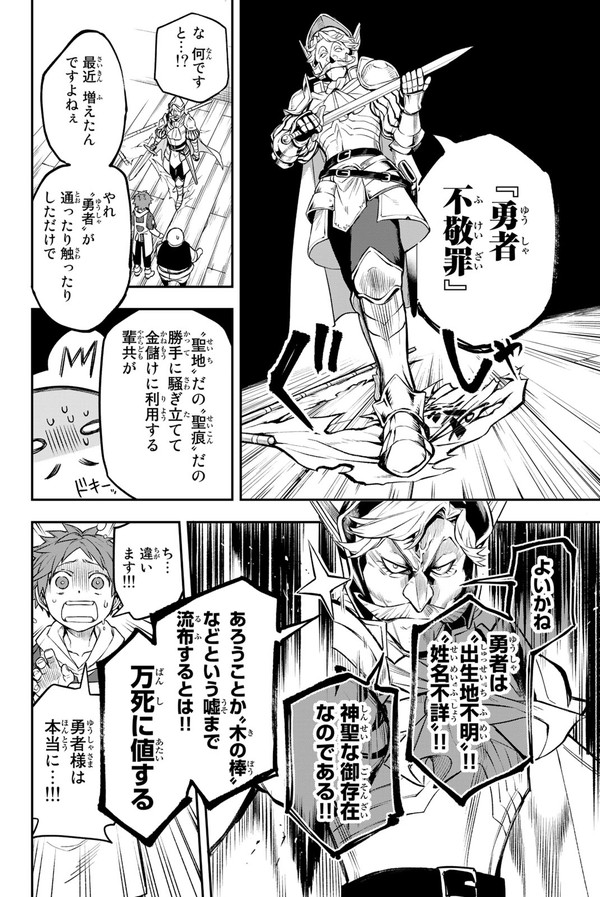 『勇者
不敬罪』
ぐ
じ
な 何です
と…!?
最近 増えたん
ですよねぇ
やれ
〝勇者〟が
通ったり触ったり
しただけで
〝聖地〟だの〝聖痕〟だの
勝手に騒ぎ立てて
金儲けに利用する
輩共が
ドキー…
よいかね
勇者は
〝出生地不明〟!!
〝姓名不詳〟!!
神聖な御存在
なのである!!
あろうことか〝木の棒〟
などという嘘まで
流布するとは!!
万死に値する
ち…
違い
ます!!!
勇者様は
本当に…!!!